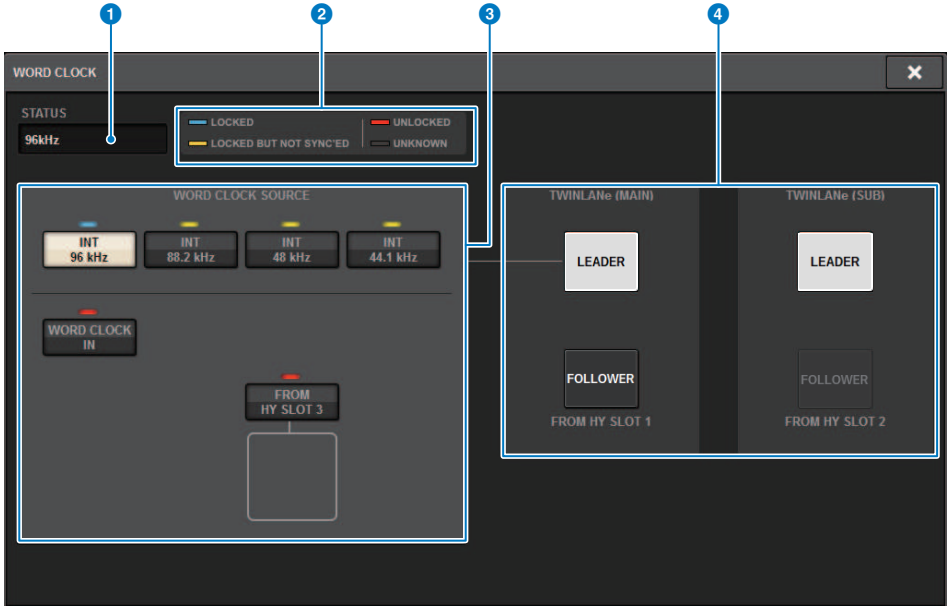 1 2 3 4
WORD CLOCK ×
STATUS
96kHz
LOCKED UNLOCKED
LOCKED BUT NOT SYNC'ED UNKNOWN
WORD CLOCK SOURCE
INT
96 kHz
INT
88.2 kHz
INT
48 kHz
INT
44.1 kHz
WORD CLOCK
IN
FROM
HY SLOT 3
TWINLANe (MAIN)
LEADER
FOLLOWER
FROM HY SLOT 1
TWINLANe (SUB)
LEADER
FOLLOWER
FROM HY SLOT 2